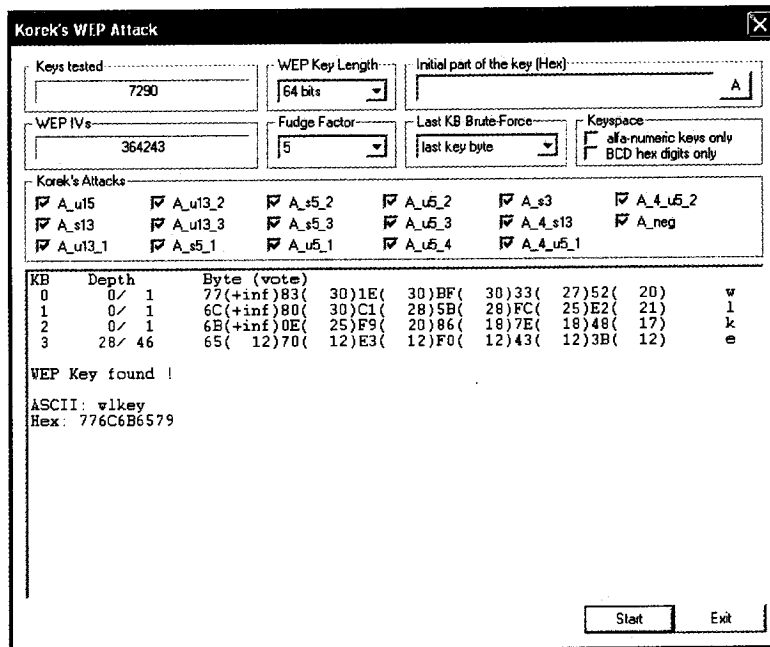 Korek's WEP Attack
Keys tested
7290
WEP Key Length
64 bits
Initial part of the key (Hex)
A
WEP IVs
364243
Fudge Factor
5
Last KB Brute-Force
last key byte
Keyspace
alfa-numeric keys only
BCD hex digits only
Korek's Attacks
A_u15 A_u13_2 A_s5_2 A_u5_2 A_s3 A_4_u5_2
A_s13 A_u13_3 A_s5_3 A_u5_3 A_4_s13 A_neg
A_u13_1 A_s5_1 A_u5_1 A_u5_4 A_4_u5_1
KB Depth Byte (vote)
0 0/ 1 77(+inf)83( 30)1E( 30)BF( 30)33( 27)52( 20) w
1 0/ 1 6C(+inf)80( 30)C1( 28)5B( 28)FC( 25)E2( 21) l
2 0/ 1 6B(+inf)0E( 25)F9( 20)86( 18)7E( 18)48( 17) k
3 28/ 46 65( 12)70( 12)E3( 12)F0( 12)43( 12)3B( 12) e
WEP Key found !
ASCII: wlkey
Hex: 776C6B6579
Start Exit